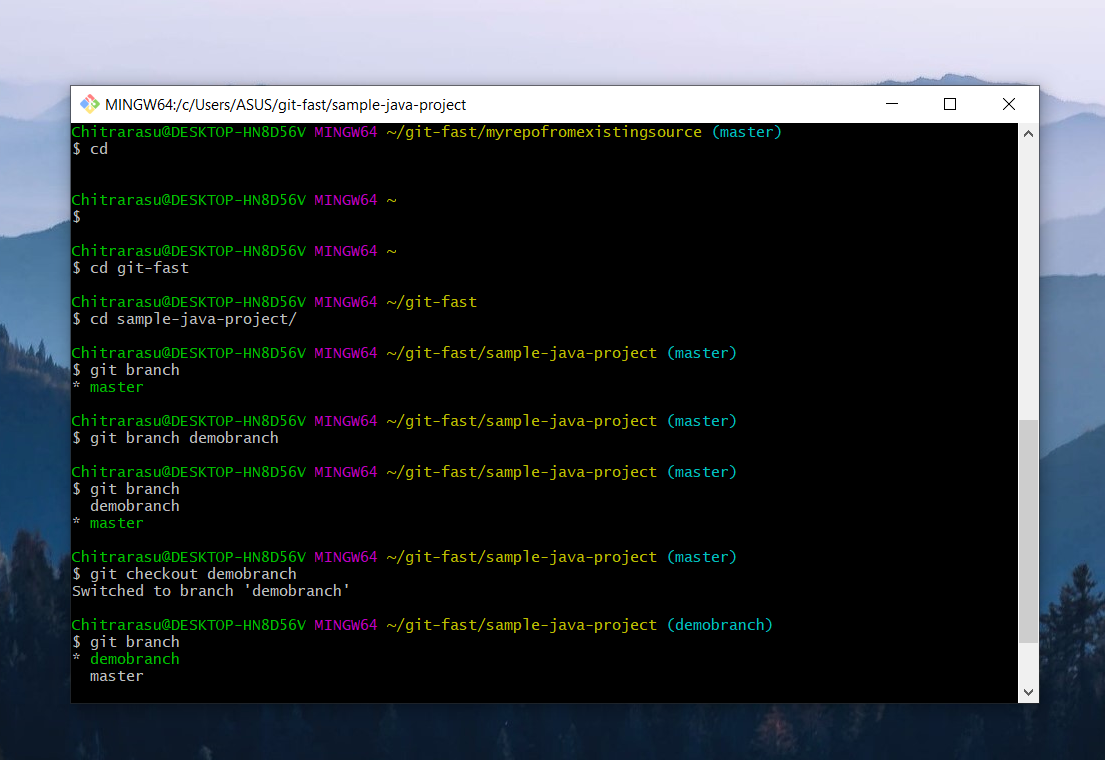 MINGW64:/c/Users/ASUS/git-fast/sample-java-project
Chitrarasu@DESKTOP-HN8D56V MINGW64 ~/git-fast/myrepofromexistingsource (master)
$ cd
Chitrarasu@DESKTOP-HN8D56V MINGW64 ~
$
Chitrarasu@DESKTOP-HN8D56V MINGW64 ~
$ cd git-fast
Chitrarasu@DESKTOP-HN8D56V MINGW64 ~/git-fast
$ cd sample-java-project/
Chitrarasu@DESKTOP-HN8D56V MINGW64 ~/git-fast/sample-java-project (master)
$ git branch
* master
Chitrarasu@DESKTOP-HN8D56V MINGW64 ~/git-fast/sample-java-project (master)
$ git branch demobranch
Chitrarasu@DESKTOP-HN8D56V MINGW64 ~/git-fast/sample-java-project (master)
$ git branch
demobranch
* master
Chitrarasu@DESKTOP-HN8D56V MINGW64 ~/git-fast/sample-java-project (master)
$ git checkout demobranch
Switched to branch 'demobranch'
Chitrarasu@DESKTOP-HN8D56V MINGW64 ~/git-fast/sample-java-project (demobranch)
$ git branch
* demobranch
master